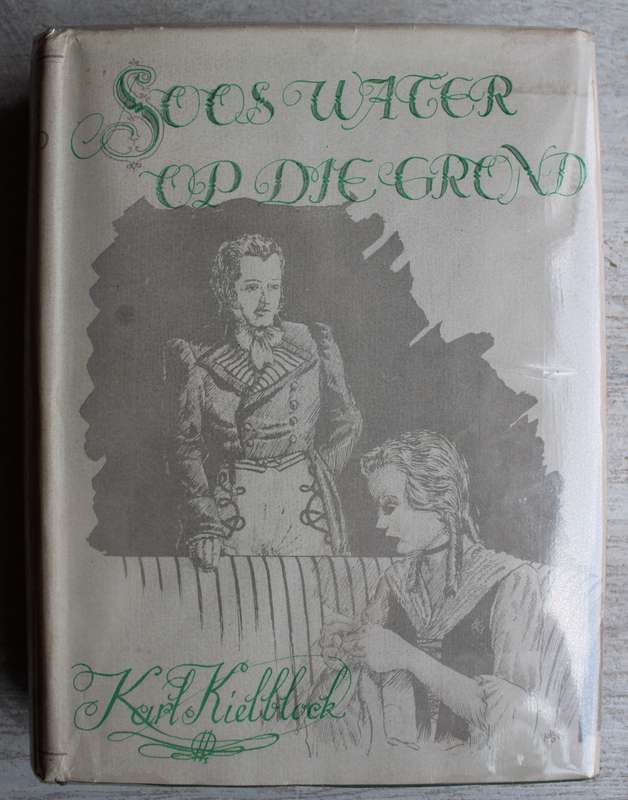 SOOS WATER
OP DIE GROND
Karl Kielblock